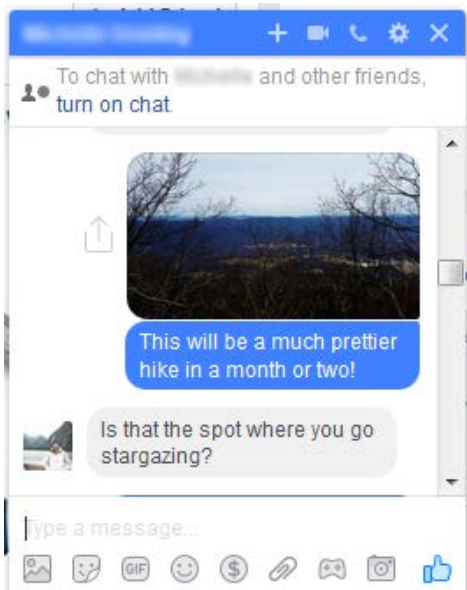 To chat with and other friends,
turn on chat.
This will be a much prettier
hike in a month or two!
Is that the spot where you go
stargazing?
Type a message...
GIF
$